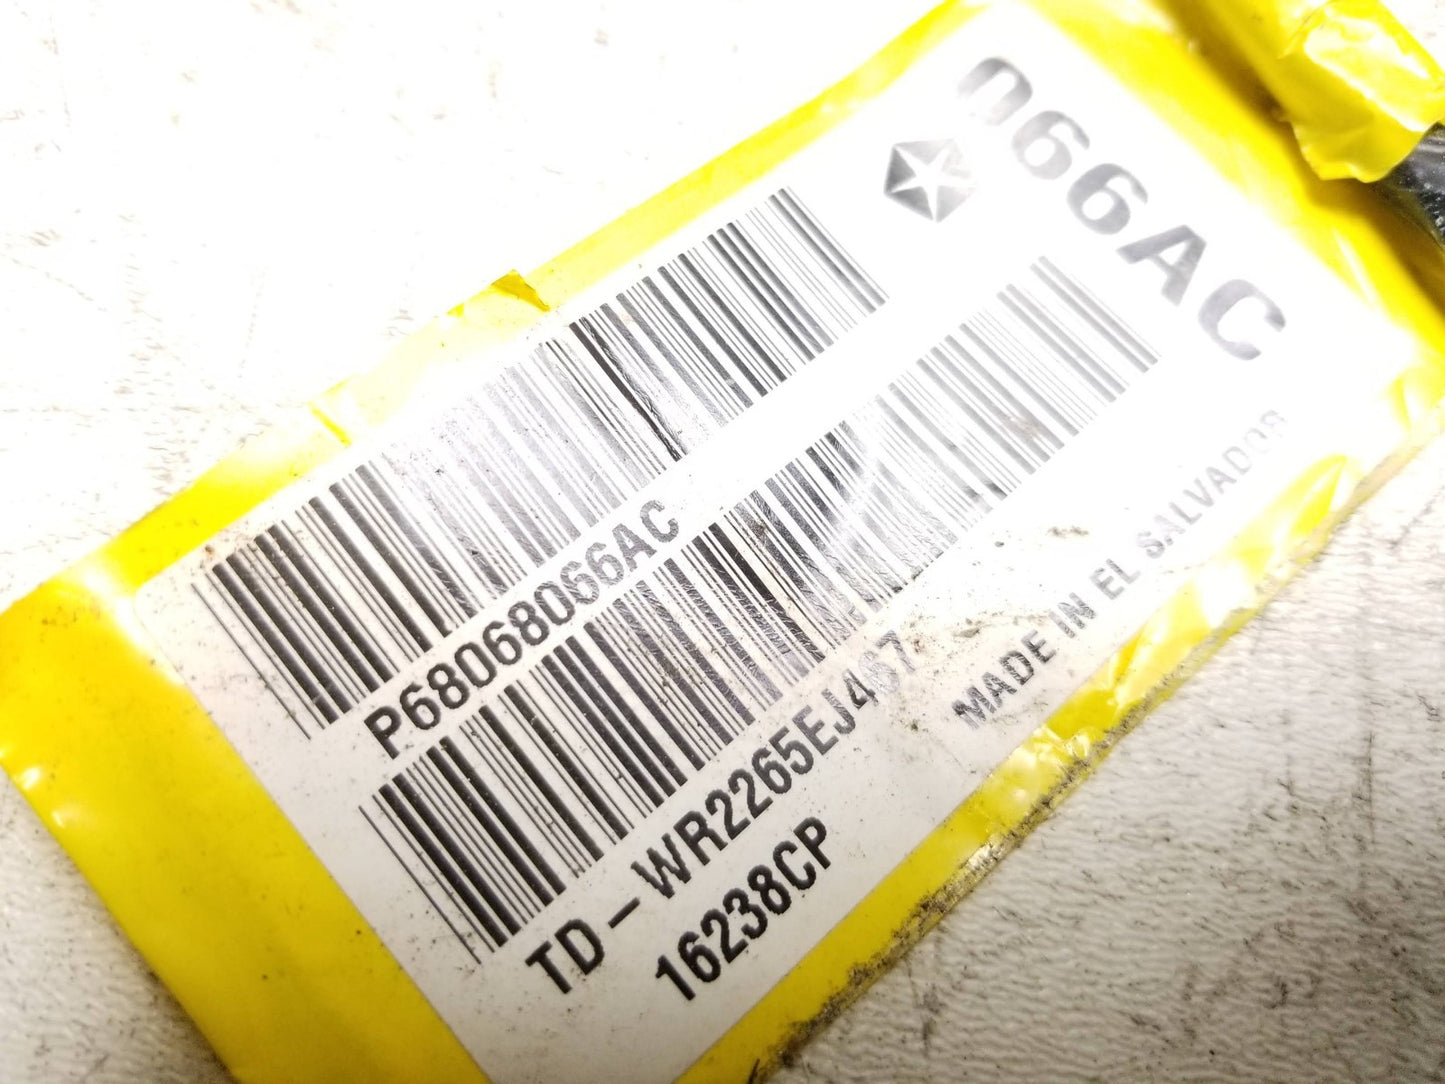 066AC
P68068066AC
TD-WR2265EJ467
16238CP
MADE IN EL SALVADOR